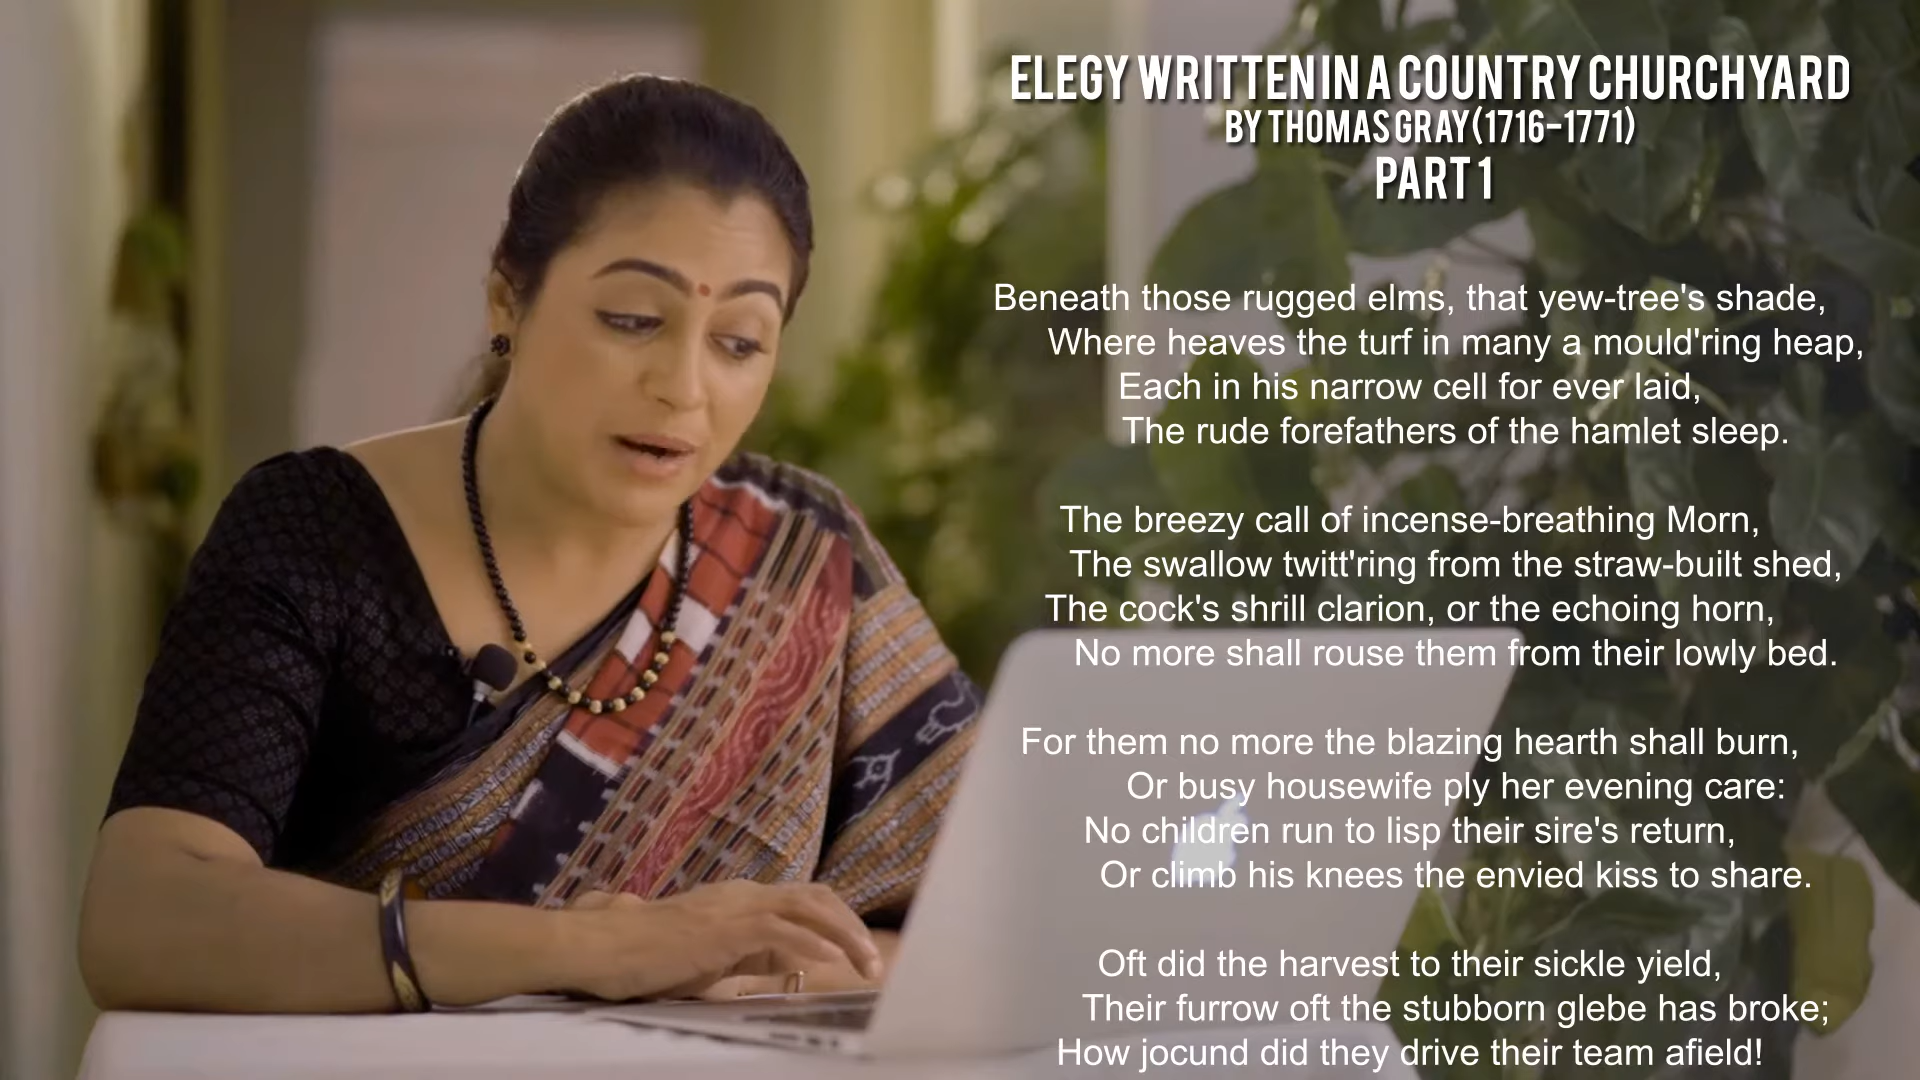 ELEGY WRITTEN IN A COUNTRY CHURCHYARD
BY THOMAS GRAY (1716-1771)
PART 1
Beneath those rugged elms, that yew-tree's shade,
Where heaves the turf in many a mould'ring heap,
Each in his narrow cell for ever laid,
The rude forefathers of the hamlet sleep.
The breezy call of incense-breathing Morn,
The swallow twitt'ring from the straw-built shed,
The cock's shrill clarion, or the echoing horn,
No more shall rouse them from their lowly bed.
For them no more the blazing hearth shall burn,
Or busy housewife ply her evening care:
No children run to lisp their sire's return,
Or climb his knees the envied kiss to share.
Oft did the harvest to their sickle yield,
Their furrow oft the stubborn glebe has broke;
How jocund did they drive their team afield!